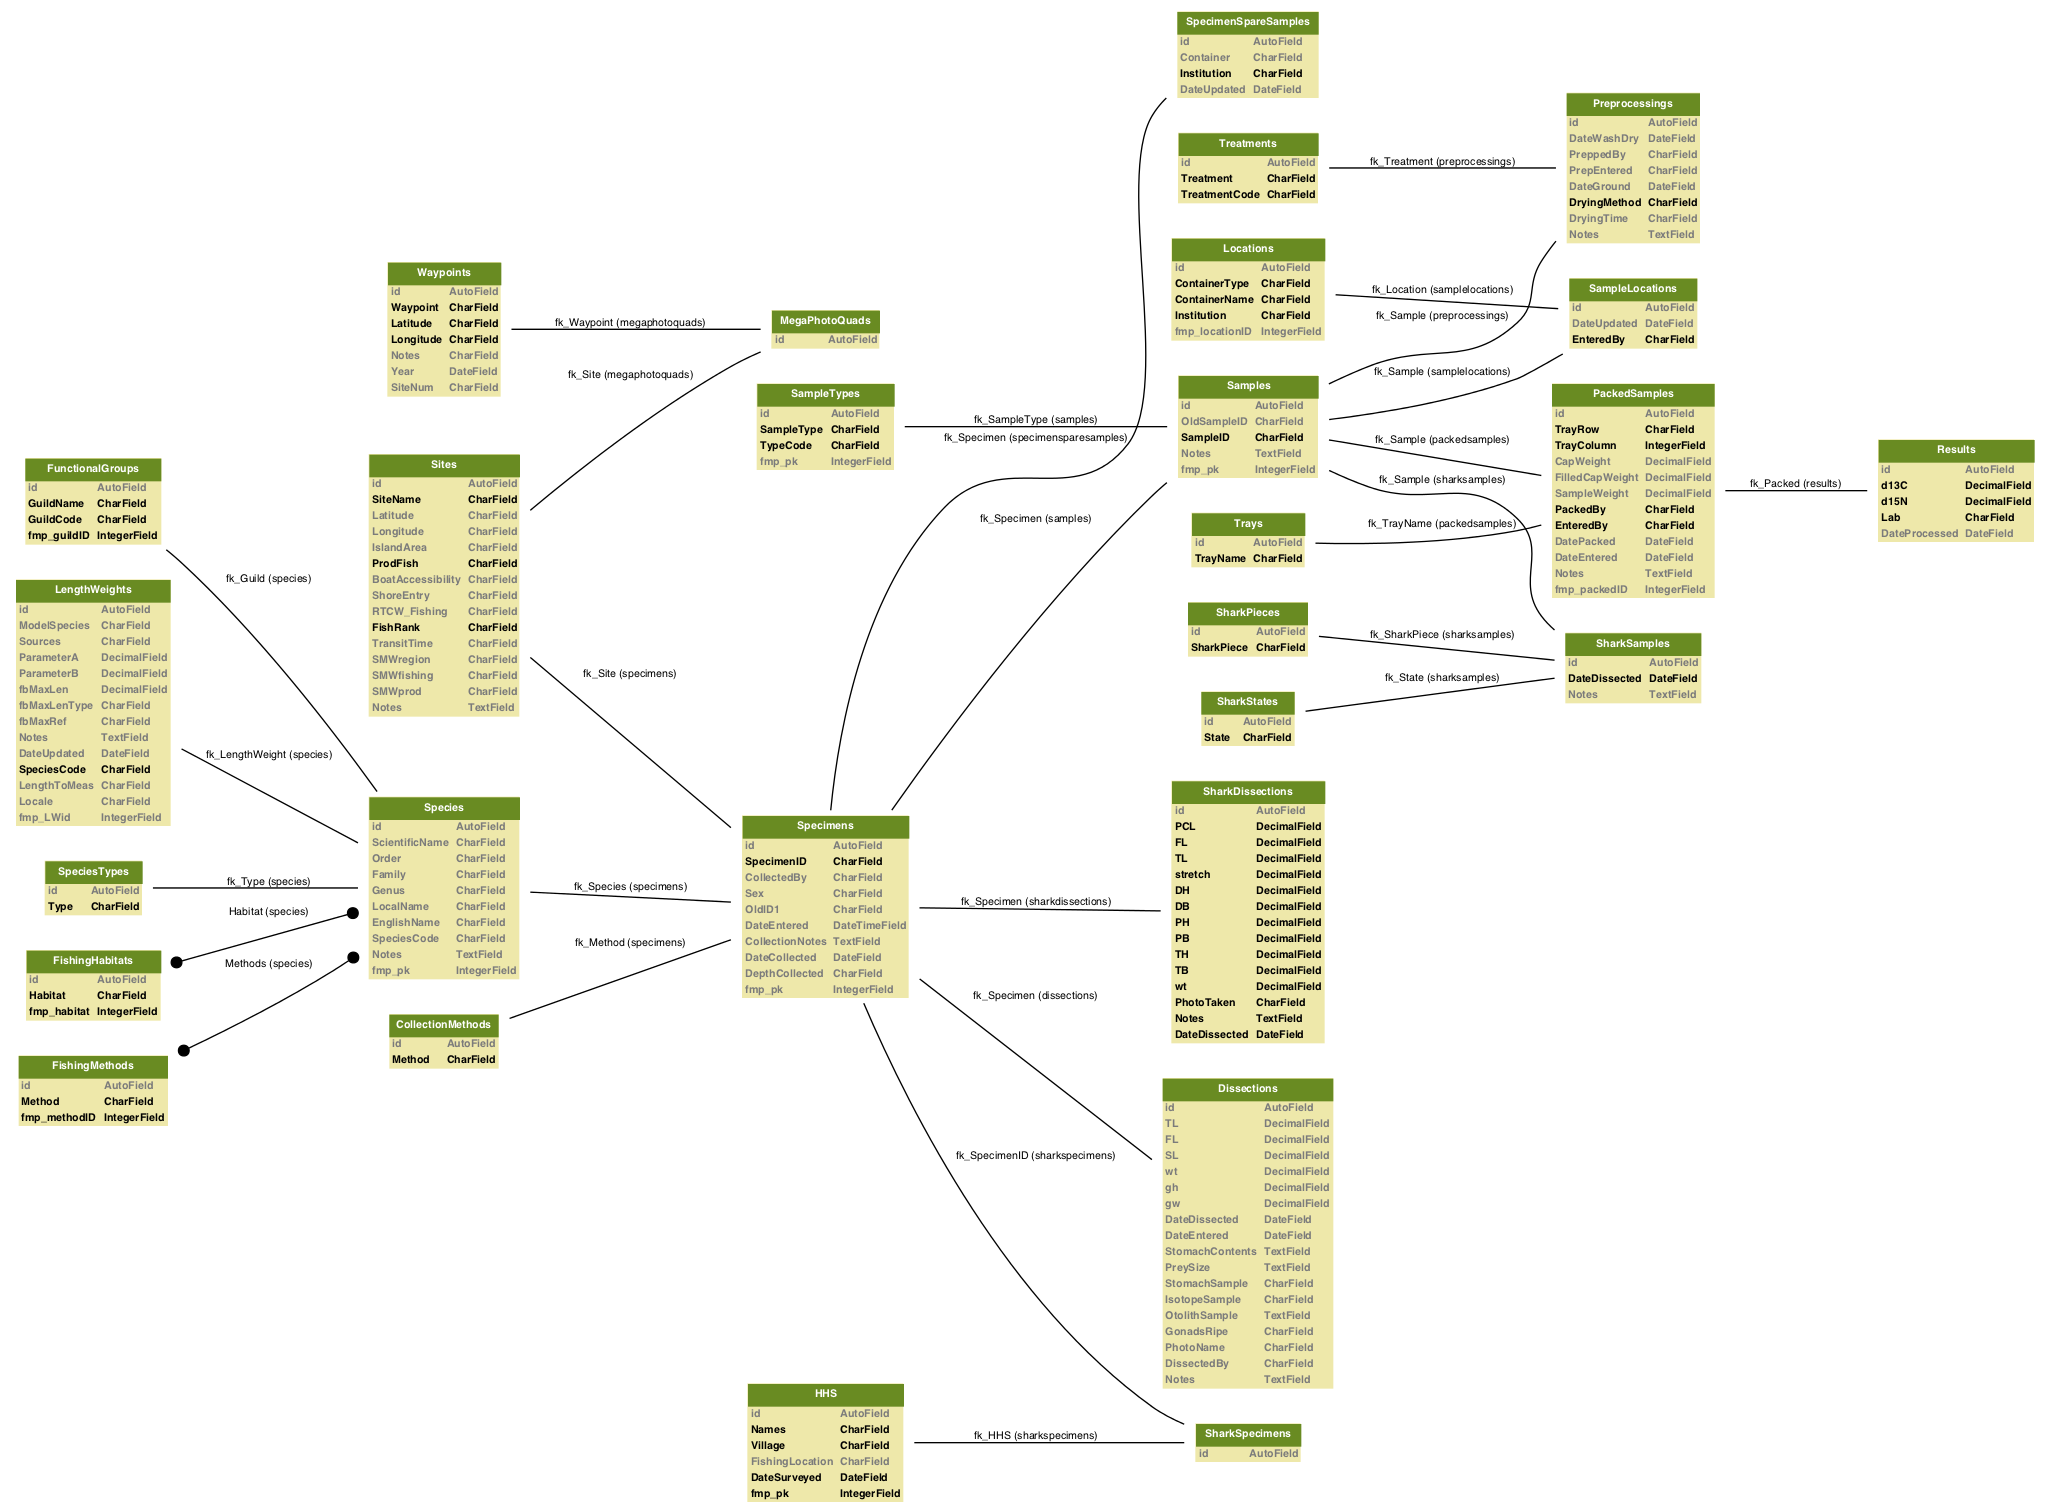 SpecimenSpareSamples
id AutoField
Container CharField
Institution CharField
DateUpdated DateField
Preprocessings
id AutoField
DateWashDry DateField
PreppedBy CharField
PrepEntered CharField
DateGround DateField
DryingMethod CharField
DryingTime CharField
Notes TextField
Treatments
id AutoField
Treatment CharField
TreatmentCode CharField
fk_Treatment (preprocessings)
Locations
id AutoField
ContainerType CharField
ContainerName CharField
Institution CharField
fmp_locationID IntegerField
fk_Location (samplelocations)
fk_Sample (preprocessings)
SampleLocations
id AutoField
DateUpdated DateField
EnteredBy CharField
Waypoints
id AutoField
Waypoint CharField
Latitude CharField
Longitude CharField
Notes CharField
Year DateField
SiteNum CharField
fk_Waypoint (megaphotoquads)
MegaPhotoQuads
id AutoField
fk_Site (megaphotoquads)
SampleTypes
id AutoField
SampleType CharField
TypeCode CharField
fmp_pk IntegerField
fk_SampleType (samples)
fk_Specimen (specimensparesamples)
Samples
id AutoField
OldSampleID CharField
SampleID CharField
Notes TextField
fmp_pk IntegerField
fk_Sample (samplelocations)
fk_Sample (packedsamples)
fk_Sample (sharksamples)
PackedSamples
id AutoField
TrayRow CharField
TrayColumn IntegerField
CapWeight DecimalField
FilledCapWeight DecimalField
SampleWeight DecimalField
PackedBy CharField
EnteredBy CharField
DatePacked DateField
DateEntered DateField
Notes TextField
fmp_packedID IntegerField
fk_Packed (results)
Results
id AutoField
d13C DecimalField
d15N DecimalField
Lab CharField
DateProcessed DateField
FunctionalGroups
id AutoField
GuildName CharField
GuildCode CharField
fmp_guildID IntegerField
fk_Guild (species)
Sites
id AutoField
SiteName CharField
Latitude CharField
Longitude CharField
IslandArea CharField
ProdFish CharField
BoatAccessibility CharField
ShoreEntry CharField
RTCW_Fishing CharField
FishRank CharField
TransitTime CharField
SMWregion CharField
SMWfishing CharField
SMWprod CharField
Notes TextField
fk_Site (specimens)
fk_Specimen (samples)
Trays
id AutoField
TrayName CharField
fk_TrayName (packedsamples)
LengthWeights
id AutoField
ModelSpecies CharField
Sources CharField
ParameterA DecimalField
ParameterB DecimalField
fbMaxLen DecimalField
fbMaxLenType CharField
fbMaxRef CharField
Notes TextField
DateUpdated DateField
SpeciesCode CharField
LengthToMeas CharField
Locale CharField
fmp_LWid IntegerField
fk_LengthWeight (species)
SharkPieces
id AutoField
SharkPiece CharField
fk_SharkPiece (sharksamples)
SharkSamples
id AutoField
DateDissected DateField
Notes TextField
fk_State (sharksamples)
SharkStates
id AutoField
State CharField
Species
id AutoField
ScientificName CharField
Order CharField
Family CharField
Genus CharField
LocalName CharField
EnglishName CharField
SpeciesCode CharField
Notes TextField
fmp_pk IntegerField
SpeciesTypes
id AutoField
Type CharField
fk_Type (species)
Habitat (species)
FishingHabitats
id AutoField
Habitat CharField
fmp_habitat IntegerField
Methods (species)
FishingMethods
id AutoField
Method CharField
fmp_methodID IntegerField
fk_Species (specimens)
fk_Method (specimens)
CollectionMethods
id AutoField
Method CharField
Specimens
id AutoField
SpecimenID CharField
CollectedBy CharField
Sex CharField
OldID1 CharField
DateEntered DateTimeField
CollectionNotes TextField
DateCollected DateField
DepthCollected CharField
fmp_pk IntegerField
fk_Specimen (sharkdissections)
fk_Specimen (dissections)
fk_SpecimenID (sharkspecimens)
SharkDissections
id AutoField
PCL DecimalField
FL DecimalField
TL DecimalField
stretch DecimalField
DH DecimalField
DB DecimalField
PH DecimalField
PB DecimalField
TH DecimalField
TB DecimalField
wt DecimalField
PhotoTaken CharField
Notes TextField
DateDissected DateField
Dissections
id AutoField
TL DecimalField
FL DecimalField
SL DecimalField
wt DecimalField
gh DecimalField
gw DecimalField
DateDissected DateField
DateEntered DateField
StomachContents TextField
PreySize TextField
StomachSample CharField
IsotopeSample CharField
OtolithSample TextField
GonadsRipe CharField
PhotoName CharField
DissectedBy CharField
Notes TextField
HHS
id AutoField
Names CharField
Village CharField
FishingLocation CharField
DateSurveyed DateField
fmp_pk IntegerField
fk_HHS (sharkspecimens)
SharkSpecimens
id AutoField